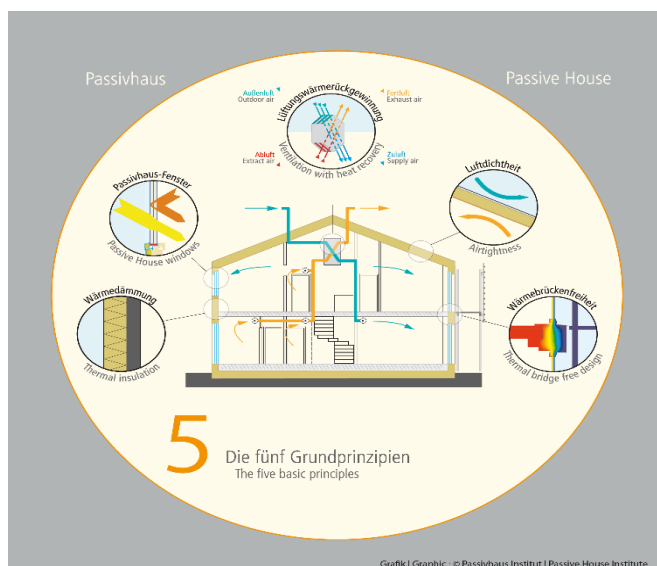 Passivhaus
Passive House
Außenluft
Outdoor air
Fortluft
Exhaust air
Lüftungswärmerückgewinnung
Ventilation with heat recovery
Abluft
Extract air
Zuluft
Supply air
Passivhaus-Fenster
Passive House windows
Luftdichtheit
Airtightness
Wärmedämmung
Thermal insulation
Wärmebrückenfreiheit
Thermal bridge free design
5
Die fünf Grundprinzipien
The five basic principles
Grafik | Graphic : © Passivhaus Institut | Passive House Institute